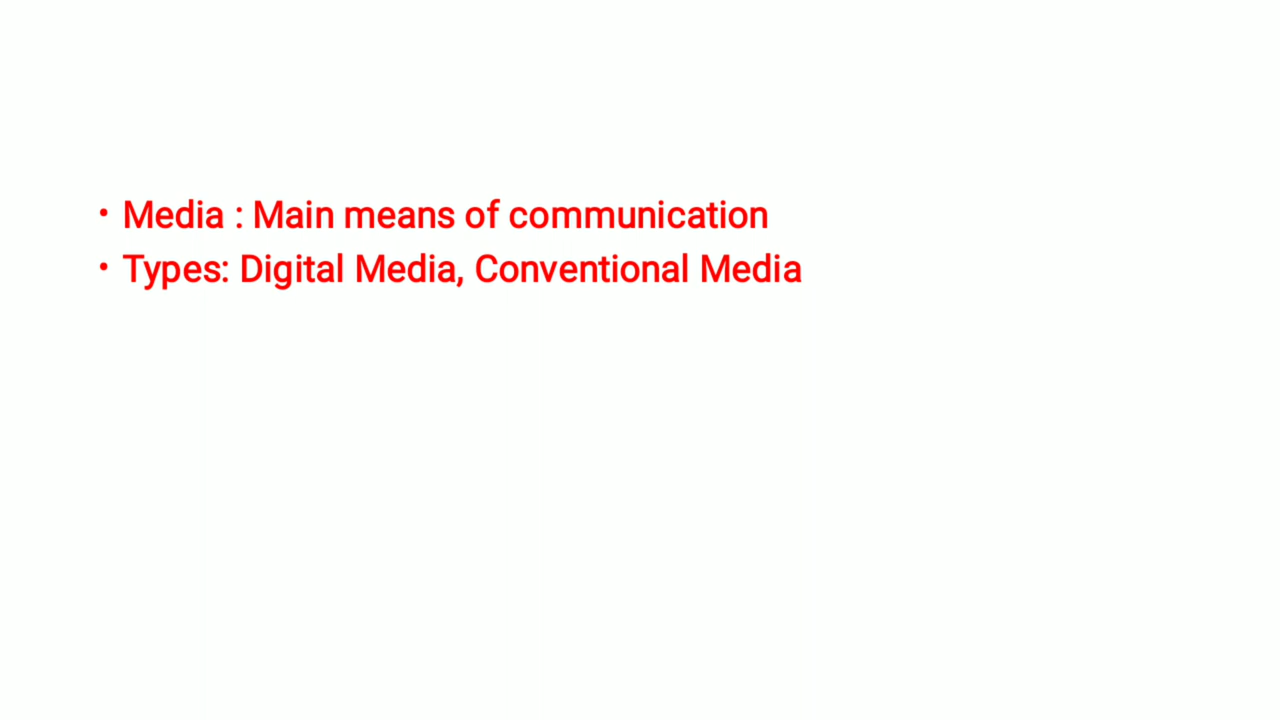 • Media : Main means of communication
• Types: Digital Media, Conventional Media